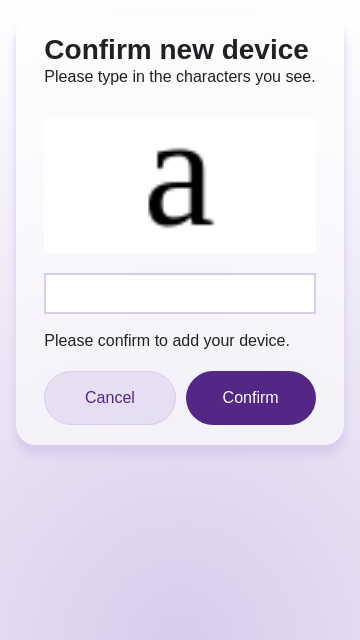 Confirm new device
Please type in the characters you see.
a
Please confirm to add your device.
Cancel
Confirm